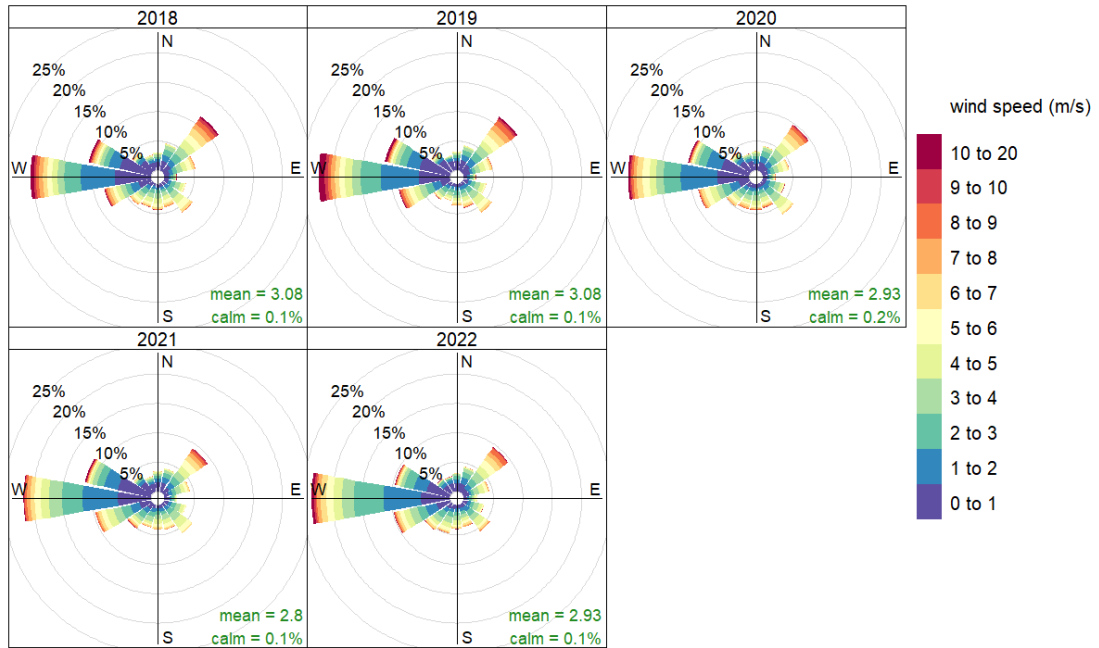 2018
N
25%
20%
15%
10%
5%
W
E
mean = 3.08
S
calm = 0.1%
2019
N
25%
20%
15%
10%
5%
W
E
mean = 3.08
S
calm = 0.1%
2020
N
25%
20%
15%
10%
5%
W
E
mean = 2.93
S
calm = 0.2%
2021
N
25%
20%
15%
10%
5%
W
E
mean = 2.8
S
calm = 0.1%
2022
N
25%
20%
15%
10%
5%
W
E
mean = 2.93
S
calm = 0.1%
wind speed (m/s)
10 to 20
9 to 10
8 to 9
7 to 8
6 to 7
5 to 6
4 to 5
3 to 4
2 to 3
1 to 2
0 to 1